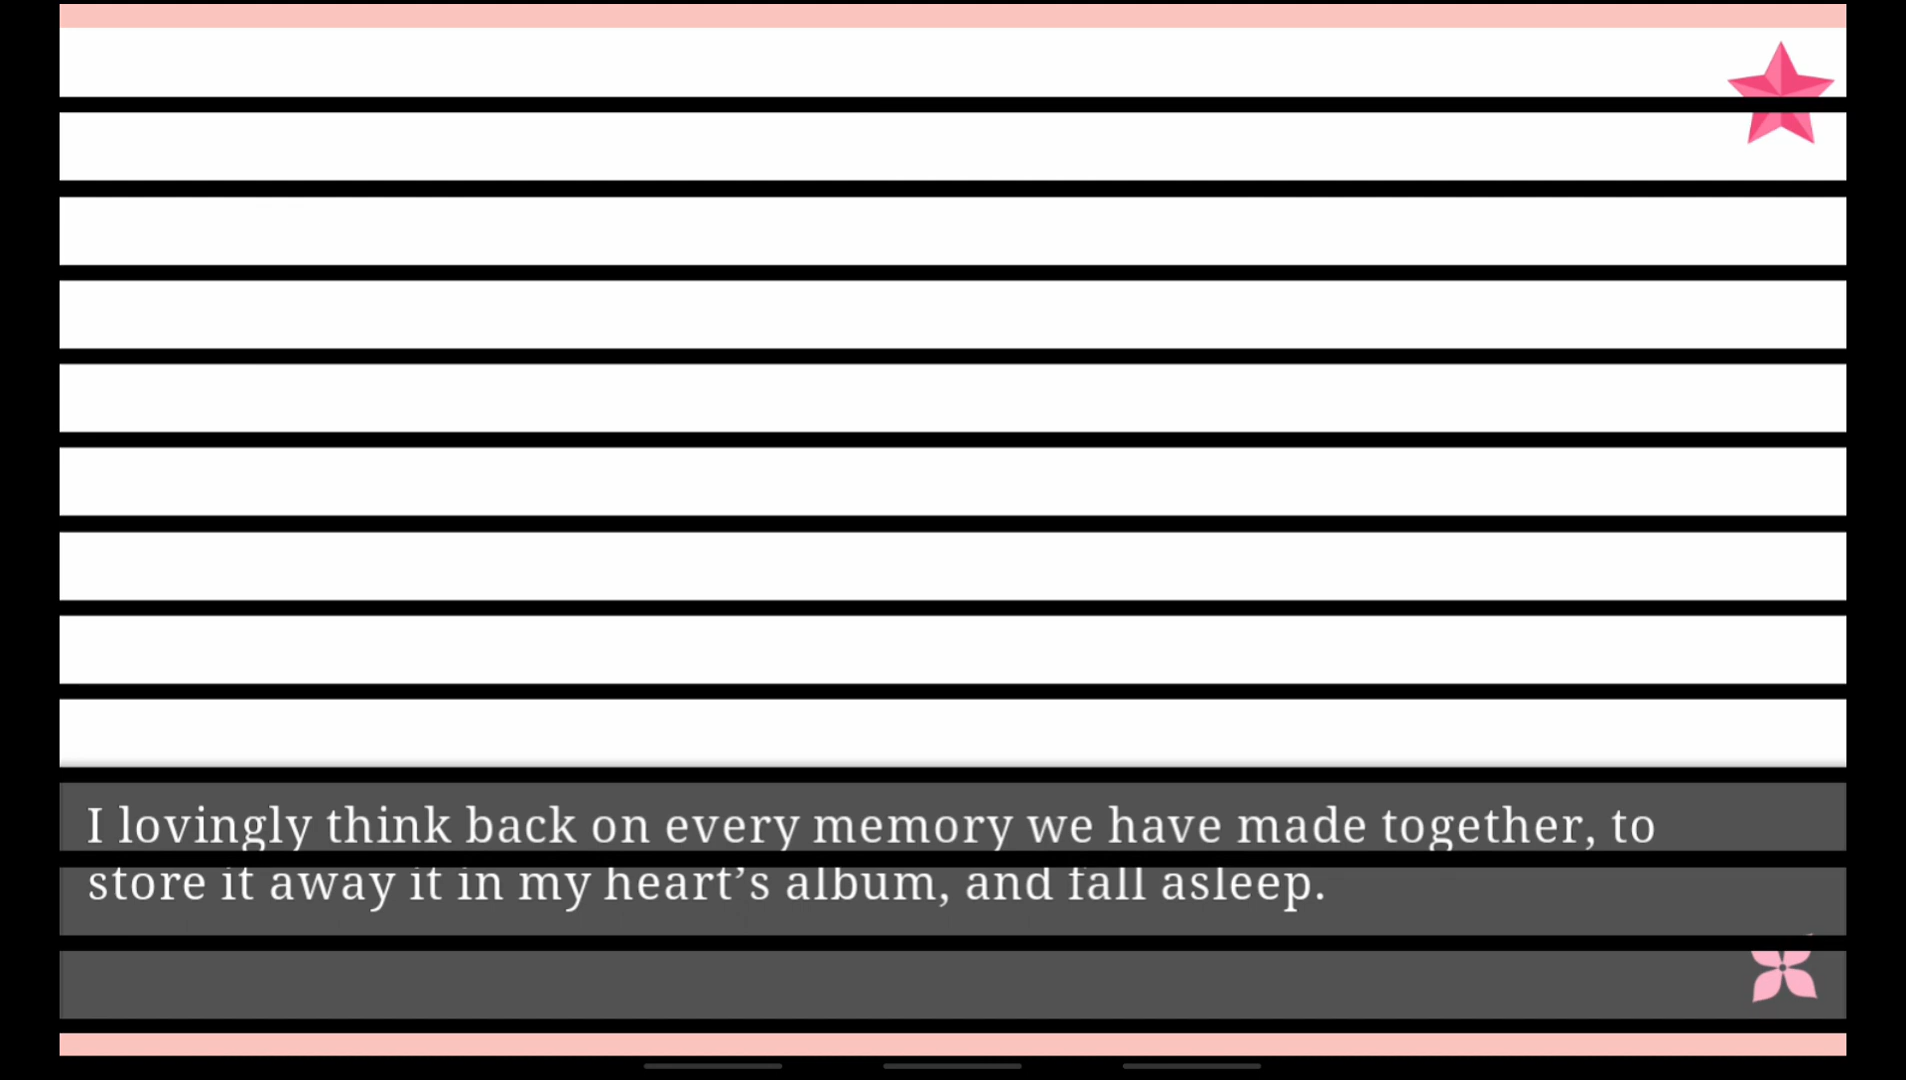 I lovingly think back on every memory we have made together, to
store it away it in my heart’s album, and fall asleep.